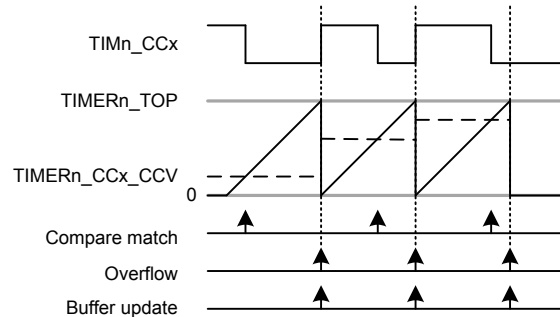 TIMn_CCx
TIMERn_TOP
TIMERn_CCx_CCV
0
Compare match
Overflow
Buffer update